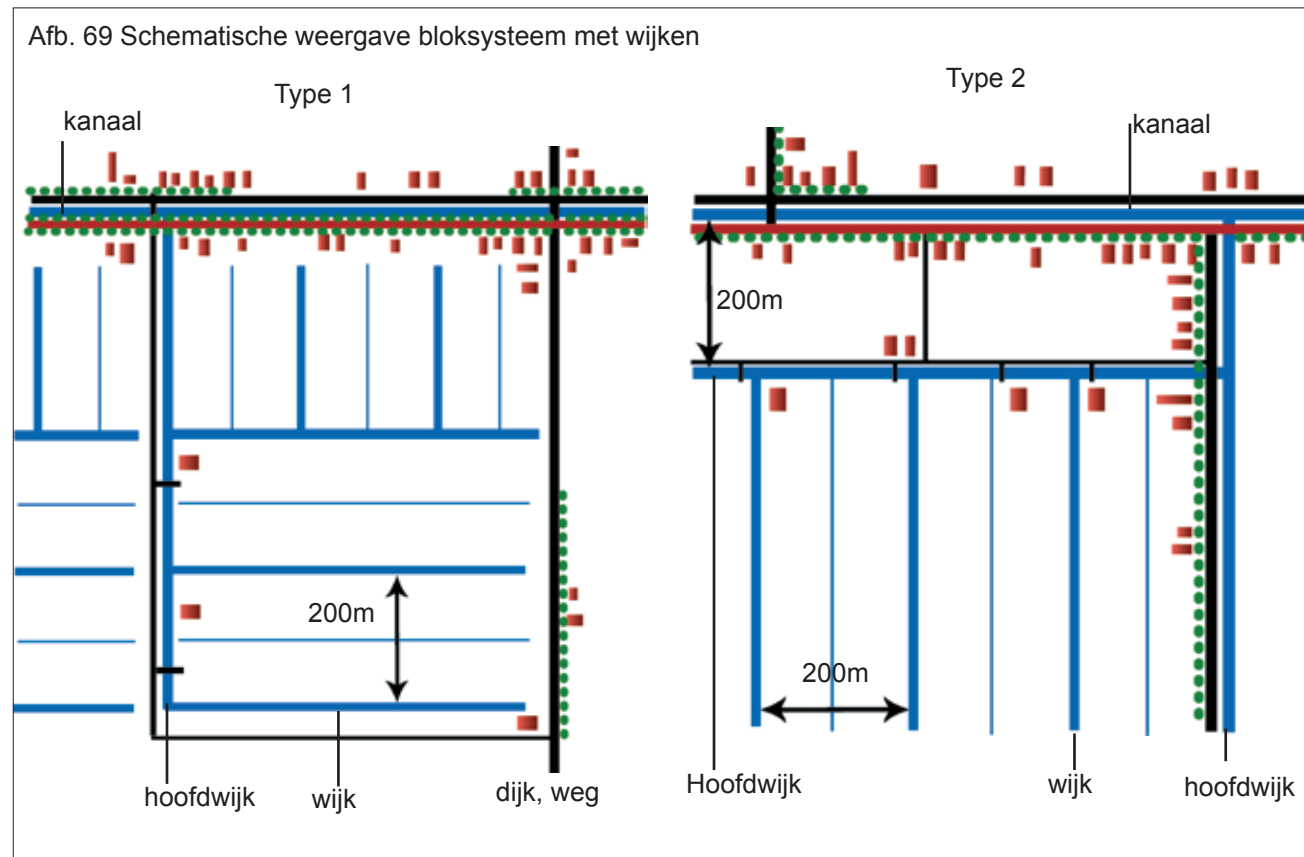 Afb. 69 Schematische weergave bloksysteem met wijken
Type 1
kanaal
200m
hoofdwijk
wijk
dijk, weg
Type 2
kanaal
200m
200m
Hoofdwijk
wijk
hoofdwijk